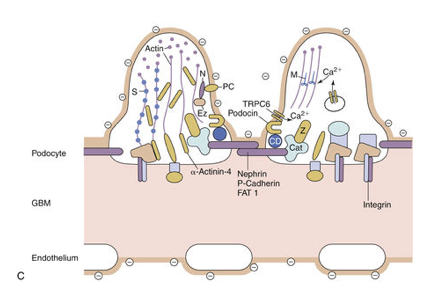 Actin
N
PC
S
Ez
M
Ca2+
TRPC6
Podocin
Ca2+
Z
CD
Cat
Podocyte
α-Actinin-4
Nephrin
P-Cadherin
FAT 1
GBM
Integrin
Endothelium
C